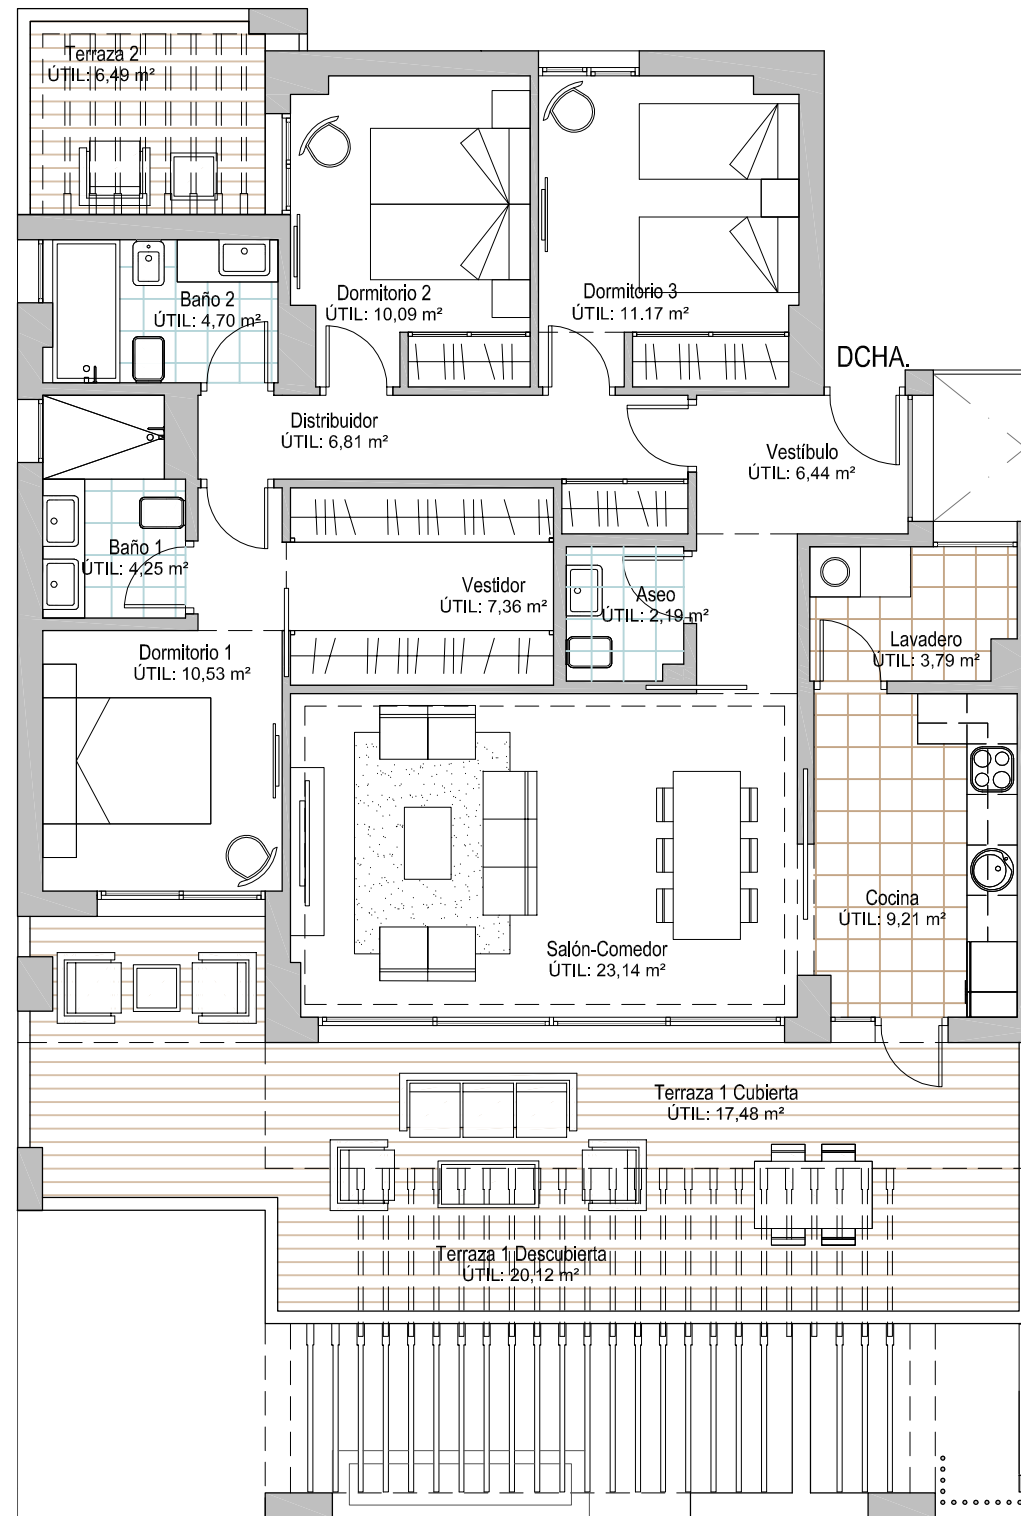 Terraza 2
ÚTIL: 6,49 m²
Baño 2
ÚTIL: 4,70 m²
Dormitorio 2
ÚTIL: 10,09 m²
Dormitorio 3
ÚTIL: 11.17 m²
DCHA.
Distribuidor
ÚTIL: 6,81 m²
Vestíbulo
ÚTIL: 6,44 m²
Baño 1
ÚTIL: 4,25 m²
Vestidor
ÚTIL: 7,36 m²
Aseo
ÚTIL: 2,19 m²
Lavadero
ÚTIL: 3,79 m²
Dormitorio 1
ÚTIL: 10,53 m²
Cocina
ÚTIL: 9,21 m²
Salón-Comedor
ÚTIL: 23,14 m²
Terraza 1 Cubierta
ÚTIL: 17,48 m²
Terraza 1 Descubierta
ÚTIL: 20,12 m²